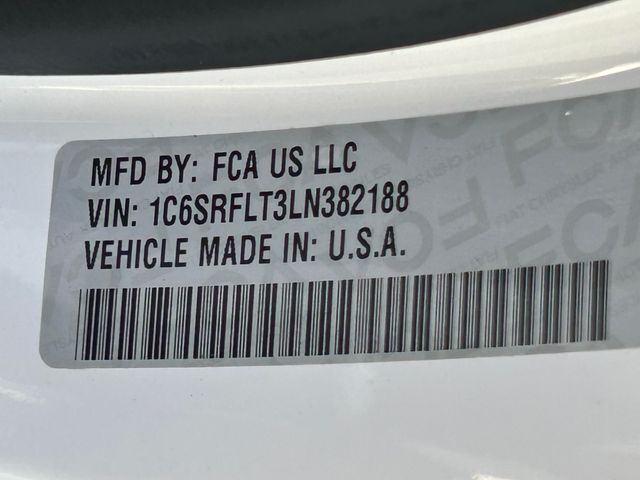 MFD BY: FCA US LLC
VIN: 1C6SRFLT3LN382188
VEHICLE MADE IN: U.S.A.